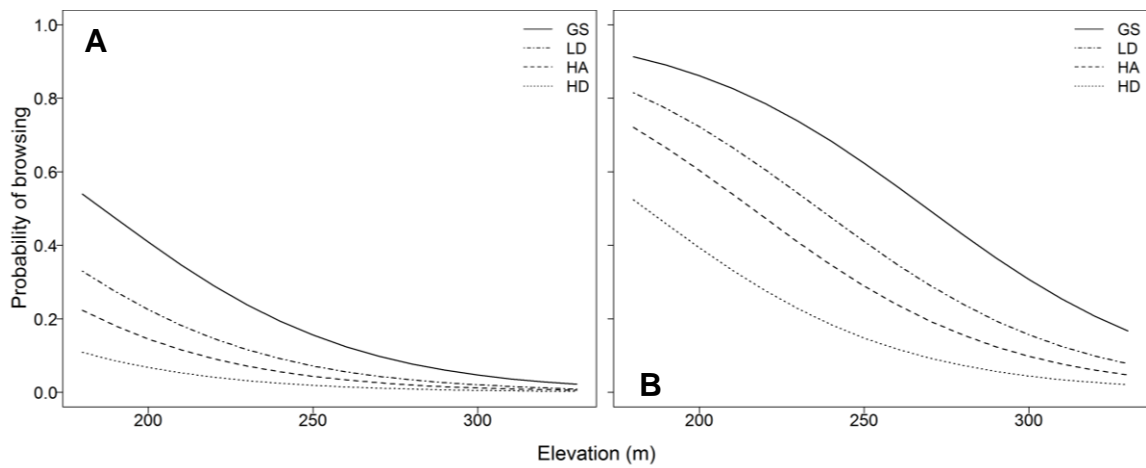 A
GS
LD
HA
HD
B
GS
LD
HA
HD
Probability of browsing
1.0
0.8
0.6
0.4
0.2
0.0
200 250 300
200 250 300
Elevation (m)